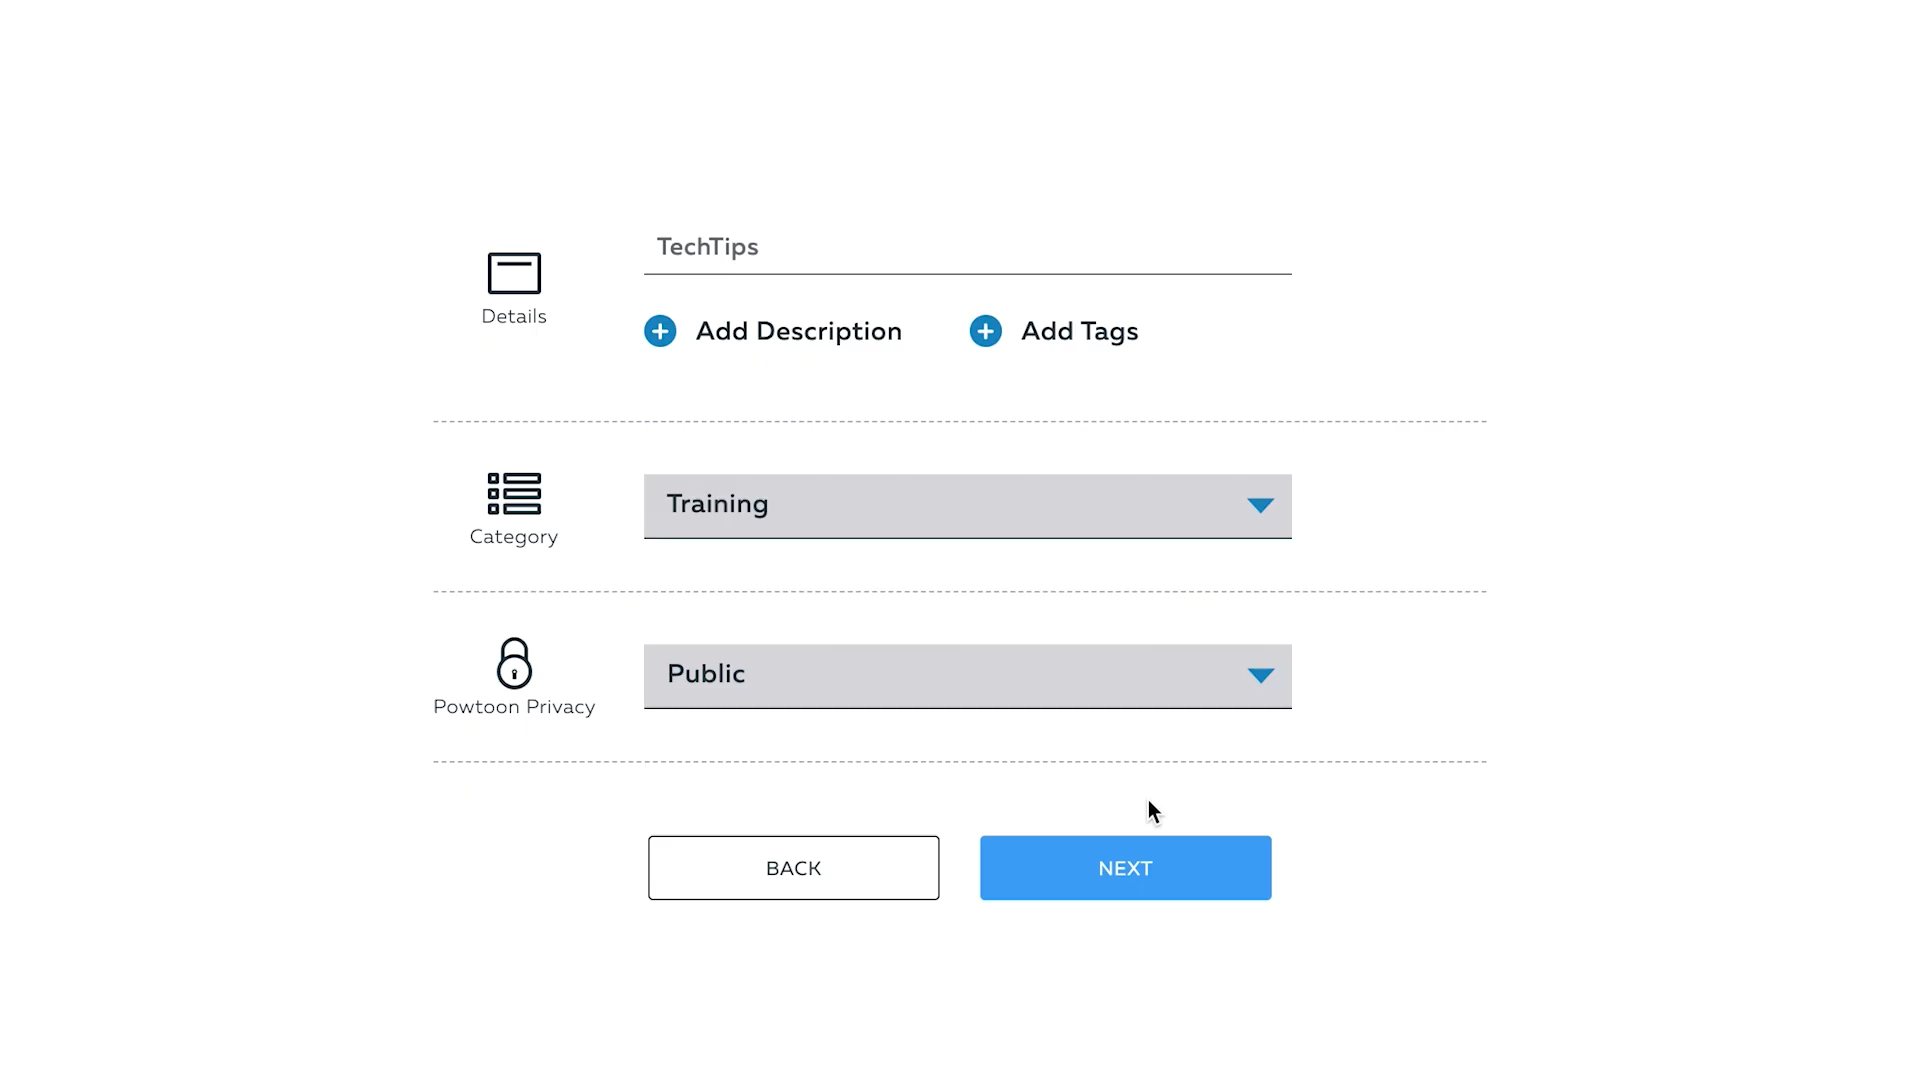 TechTips
Details
Add Description
Add Tags
Training
Category
Public
Powtoon Privacy
BACK
NEXT